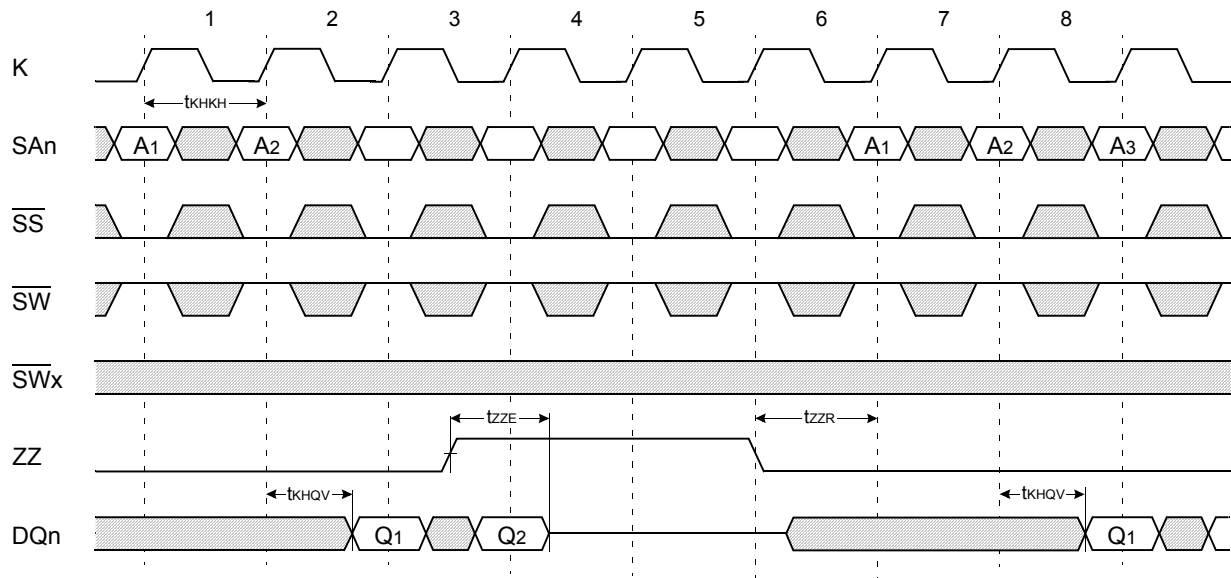 1 2 3 4 5 6 7 8
K
tKHKH
SAn A1 A2 A1 A2 A3
SS
SW
SWx
tZZE tZZR
ZZ
tKHQV tKHQV
DQn Q1 Q2 Q1